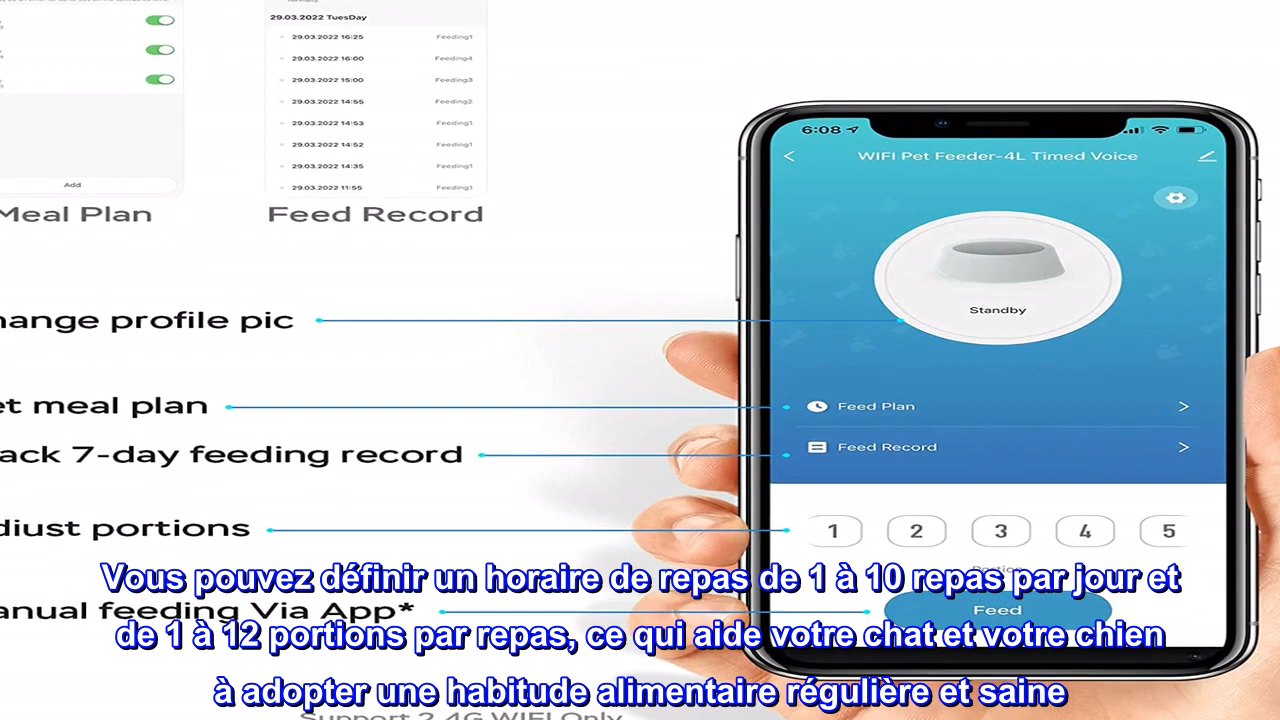 29.03.2022 TuesDay
29.03.2022 16:25 Feeding1
29.03.2022 16:00 Feeding4
29.03.2022 15:00 Feeding3
29.03.2022 14:55 Feeding2
29.03.2022 14:53 Feeding1
29.03.2022 14:52 Feeding1
29.03.2022 14:35 Feeding1
29.03.2022 11:55 Feeding1
Add
Meal Plan
Feed Record
6:08
WIFI Pet Feeder-4L Timed Voice
Standby
hange profile pic
et meal plan
Feed Plan
ack 7-day feeding record
Feed Record
djust portions
1 2 3 4 5
Portion
anual feeding Via App*
Feed
Vous pouvez définir un horaire de repas de 1 à 10 repas par jour et
de 1 à 12 portions par repas, ce qui aide votre chat et votre chien
à adopter une habitude alimentaire régulière et saine
Support 2.4G WIFI Only